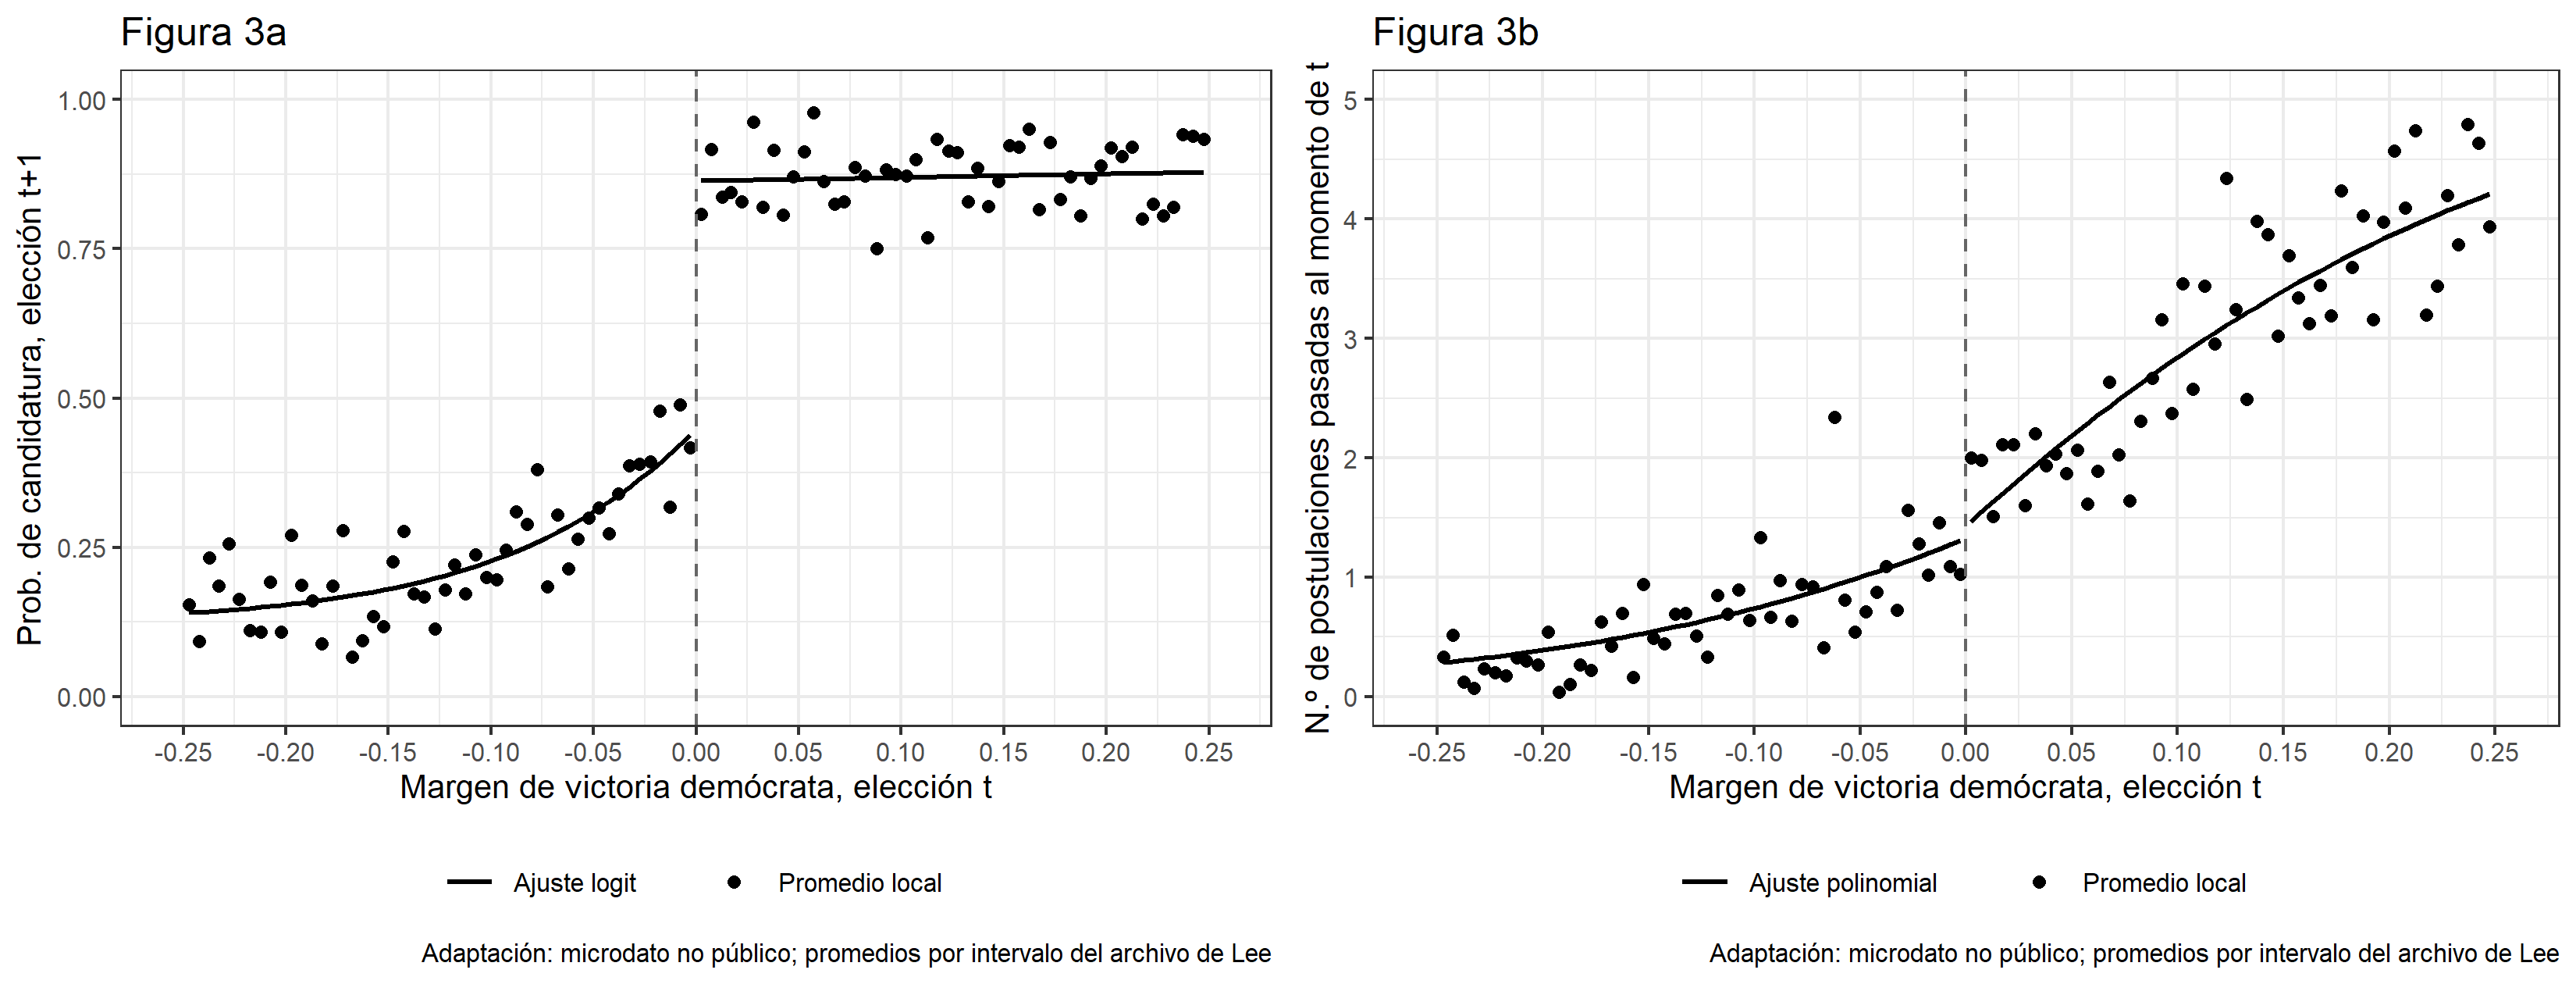 Figura 3a
Prob. de candidatura, elección t+1
1.00
0.75
0.50
0.25
0.00
-0.25 -0.20 -0.15 -0.10 -0.05 0.00 0.05 0.10 0.15 0.20 0.25
Margen de victoria demócrata, elección t
Ajuste logit Promedio local
Adaptación: microdato no público; promedios por intervalo del archivo de Lee
Figura 3b
N.º de postulaciones pasadas al momento de t
5
4
3
2
1
0
-0.25 -0.20 -0.15 -0.10 -0.05 0.00 0.05 0.10 0.15 0.20 0.25
Margen de victoria demócrata, elección t
Ajuste polinomial Promedio local
Adaptación: microdato no público; promedios por intervalo del archivo de Lee